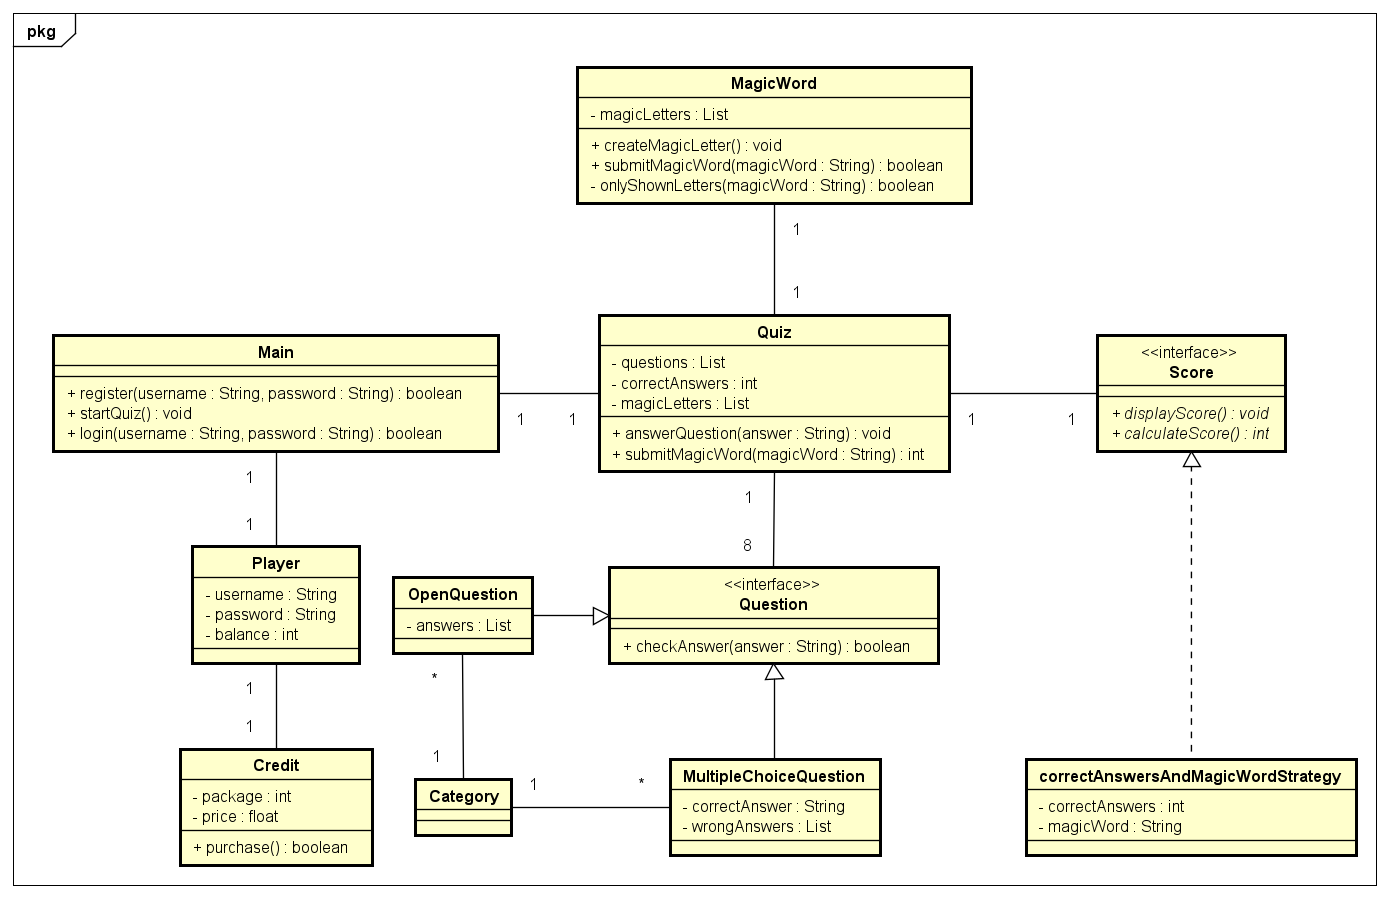 pkg
MagicWord
- magicLetters : List
+ createMagicLetter() : void
+ submitMagicWord(magicWord : String) : boolean
- onlyShownLetters(magicWord : String) : boolean
1
1
Main
+ register(username : String, password : String) : boolean
+ startQuiz() : void
+ login(username : String, password : String) : boolean
1
1
Quiz
- questions : List
- correctAnswers : int
- magicLetters : List
+ answerQuestion(answer : String) : void
+ submitMagicWord(magicWord : String) : int
1
1
<<interface>>
Score
+ displayScore() : void
+ calculateScore() : int
1
1
1
8
Player
- username : String
- password : String
- balance : int
OpenQuestion
- answers : List
<<interface>>
Question
+ checkAnswer(answer : String) : boolean
1
1
*
1
Credit
- package : int
- price : float
+ purchase() : boolean
Category
1
*
MultipleChoiceQuestion
- correctAnswer : String
- wrongAnswers : List
correctAnswersAndMagicWordStrategy
- correctAnswers : int
- magicWord : String